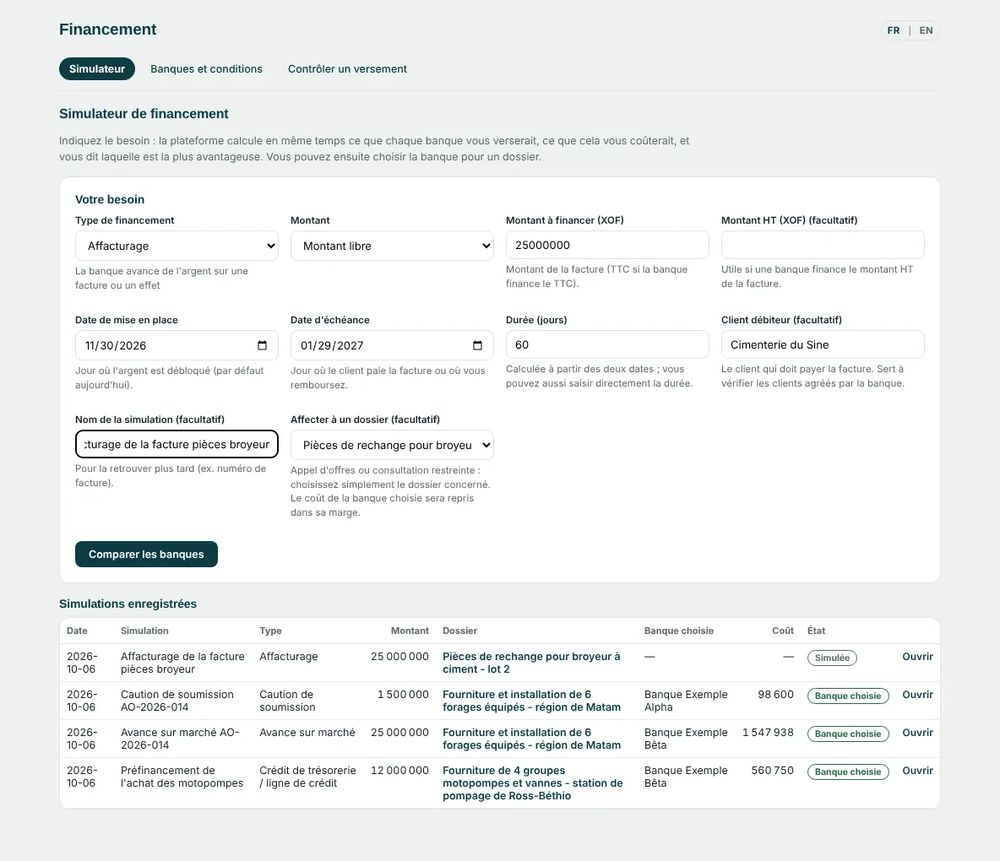 Financement
FR | EN
Simulateur
Banques et conditions
Contrôler un versement
Simulateur de financement
Indiquez le besoin : la plateforme calcule en même temps ce que chaque banque vous verserait, ce que cela vous coûterait, et
vous dit laquelle est la plus avantageuse. Vous pouvez ensuite choisir la banque pour un dossier.
Votre besoin
Type de financement
Affacturage
La banque avance de l'argent sur une
facture ou un effet
Montant
Montant libre
Montant à financer (XOF)
25000000
Montant de la facture (TTC si la banque
finance le TTC).
Montant HT (XOF) (facultatif)
Utile si une banque finance le montant HT
de la facture.
Date de mise en place
11/30/2026
Jour où l'argent est débloqué (par défaut
aujourd'hui).
Date d'échéance
01/29/2027
Jour où le client paie la facture ou où vous
remboursez.
Durée (jours)
60
Calculée à partir des deux dates ; vous
pouvez aussi saisir directement la durée.
Client débiteur (facultatif)
Cimenterie du Sine
Le client qui doit payer la facture. Sert à
vérifier les clients agréés par la banque.
Nom de la simulation (facultatif)
cturage de la facture pièces broyeur
Pour la retrouver plus tard (ex. numéro de
facture).
Affecter à un dossier (facultatif)
Pièces de rechange pour broyeu
Appel d'offres ou consultation restreinte :
choisissez simplement le dossier concerné.
Le coût de la banque choisie sera repris
dans sa marge.
Comparer les banques
Simulations enregistrées
Date Simulation Type Montant Dossier Banque choisie Coût État
2026-10-06 Affacturage de la facture pièces broyeur Affacturage 25 000 000 Pièces de rechange pour broyeur à ciment - lot 2 — — Simulée Ouvrir
2026-10-06 Caution de soumission AO-2026-014 Caution de soumission 1 500 000 Fourniture et installation de 6 forages équipés - région de Matam Banque Exemple Alpha 98 600 Banque choisie Ouvrir
2026-10-06 Avance sur marché AO-2026-014 Avance sur marché 25 000 000 Fourniture et installation de 6 forages équipés - région de Matam Banque Exemple Bêta 1 547 938 Banque choisie Ouvrir
2026-10-06 Préfinancement de l'achat des motopompes Crédit de trésorerie / ligne de crédit 12 000 000 Fourniture de 4 groupes motopompes et vannes - station de pompage de Ross-Béthio Banque Exemple Bêta 560 750 Banque choisie Ouvrir